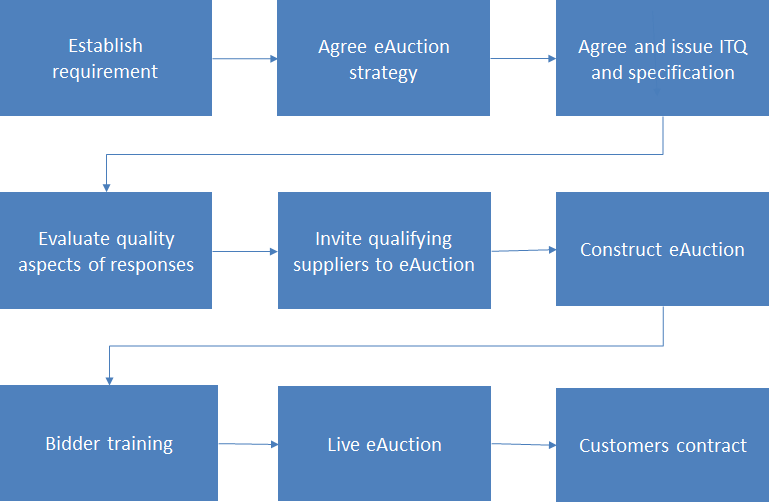 Establish
requirement
Agree eAuction
strategy
Agree and issue ITQ
and specification
Evaluate quality
aspects of responses
Invite qualifying
suppliers to eAuction
Construct eAuction
Bidder training
Live eAuction
Customers contract